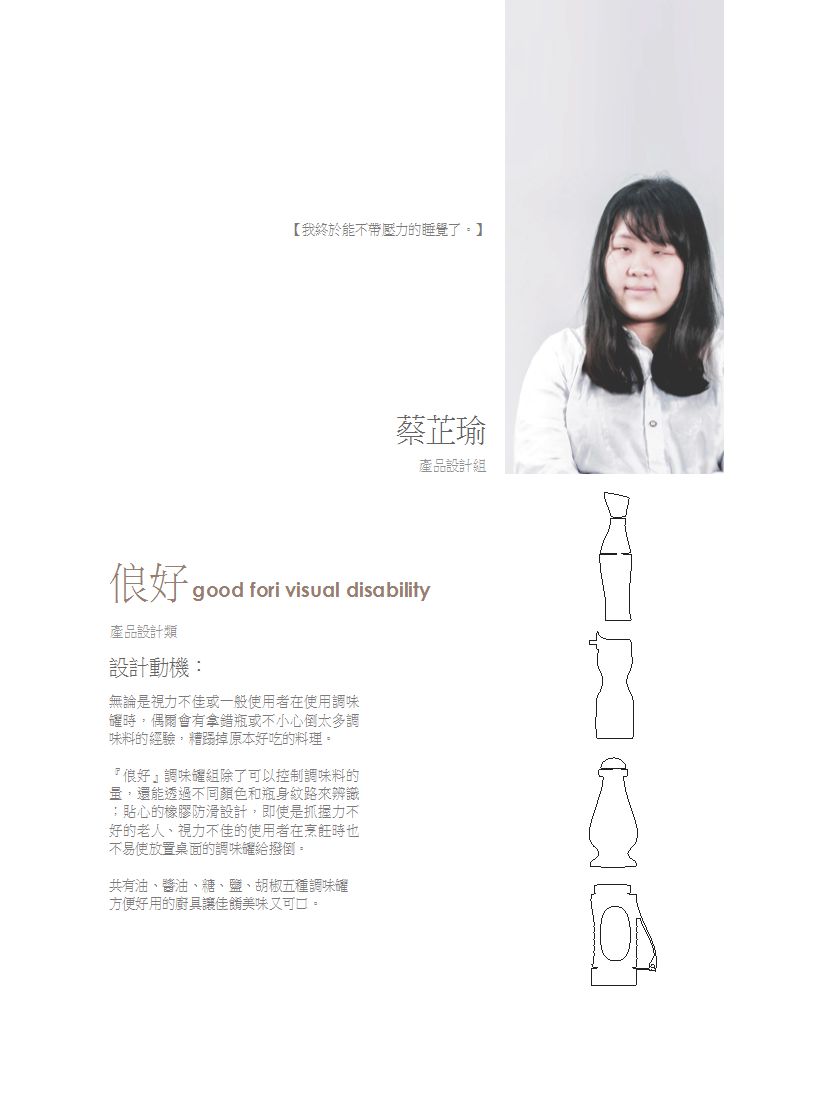 【我終於能不帶壓力的睡覺了。】
蔡芷瑜
產品設計組
俍好 good fori visual disability
產品設計類
設計動機：
無論是視力不佳或一般使用者在使用調味
罐時，偶爾會有拿錯瓶或不小心倒太多調
味料的經驗，糟蹋掉原本好吃的料理。
『俍好』調味罐組除了可以控制調味料的
量，還能透過不同顏色和瓶身紋路來辨識
；貼心的橡膠防滑設計，即使是抓握力不
好的老人、視力不佳的使用者在烹飪時也
不易使放置桌面的調味罐給撥倒。
共有油、醬油、糖、鹽、胡椒五種調味罐
方便好用的廚具讓佳餚美味又可口。